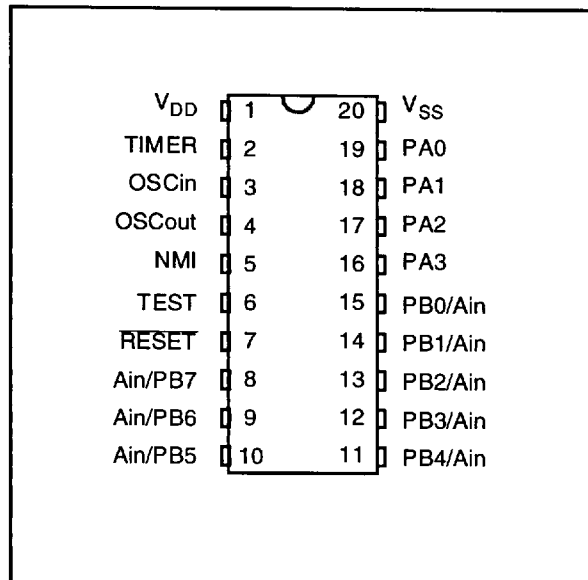 V_DD 1 20 V_SS
TIMER 2 19 PA0
OSCin 3 18 PA1
OSCout 4 17 PA2
NMI 5 16 PA3
TEST 6 15 PB0/Ain
RESET 7 14 PB1/Ain
Ain/PB7 8 13 PB2/Ain
Ain/PB6 9 12 PB3/Ain
Ain/PB5 10 11 PB4/Ain